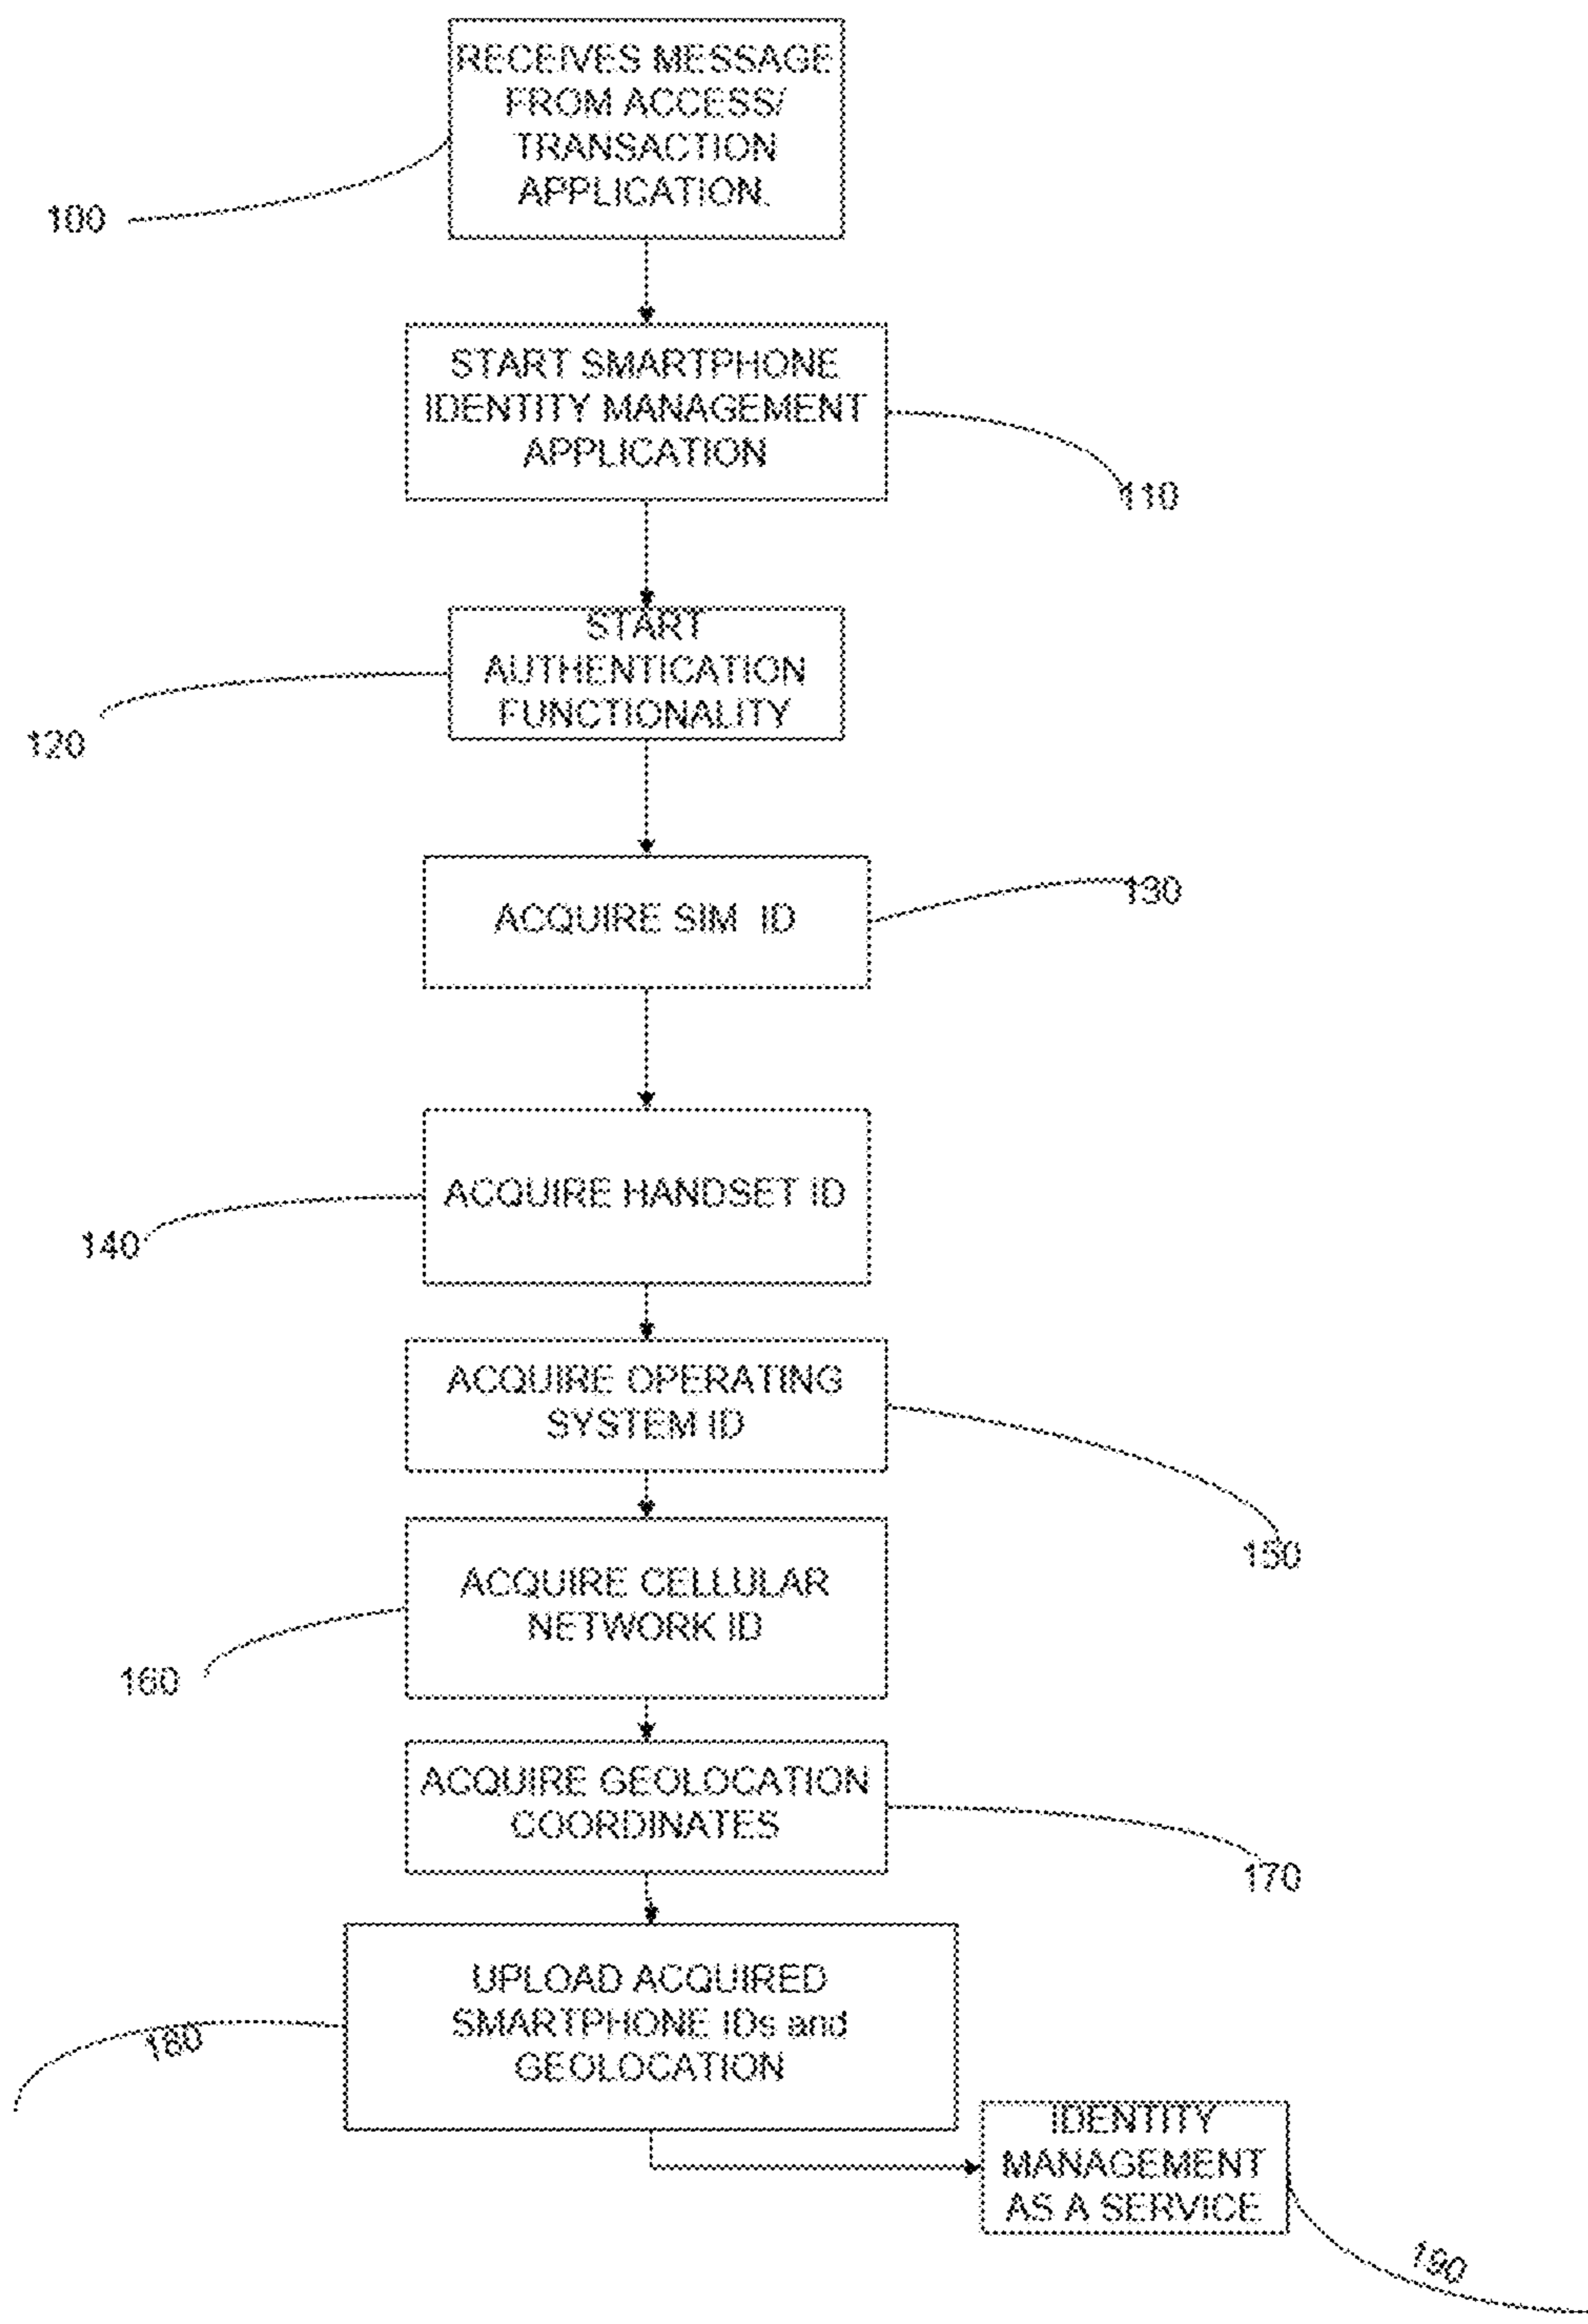 RECEIVES MESSAGE
FROM ACCESS/
TRANSACTION
APPLICATION.
100
START SMARTPHONE
IDENTITY MANAGEMENT
APPLICATION
110
START
AUTHENTICATION
FUNCTIONALITY
120
ACQUIRE SIM ID
130
ACQUIRE HANDSET ID
140
ACQUIRE OPERATING
SYSTEM ID
150
ACQUIRE CELLULAR
NETWORK ID
160
ACQUIRE GEOLOCATION
COORDINATES
170
UPLOAD ACQUIRED
SMARTPHONE IDs and
GEOLOCATION
180
IDENTITY
MANAGEMENT
AS A SERVICE
190